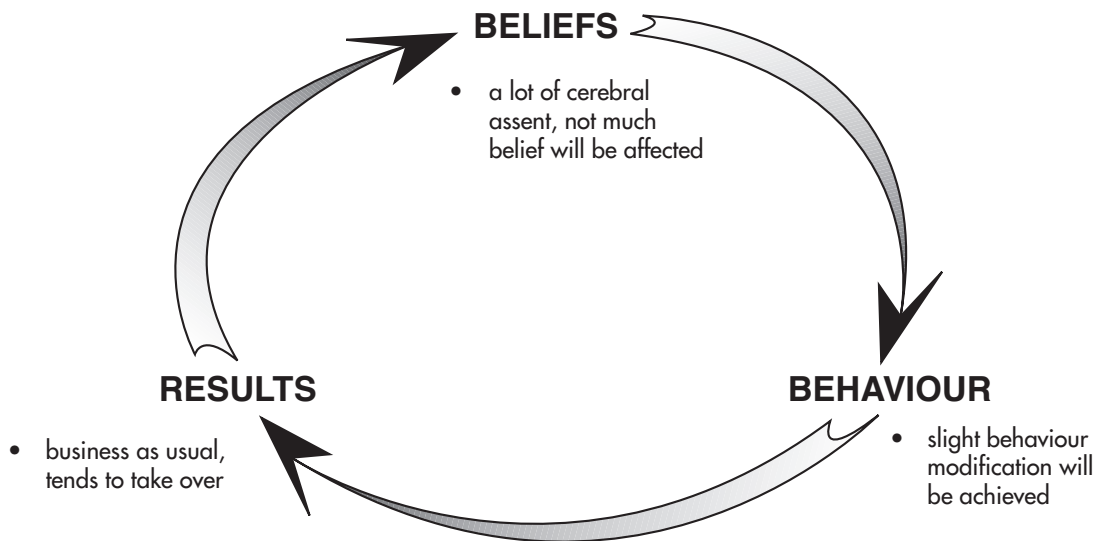 BELIEFS
• a lot of cerebral
assent, not much
belief will be affected
RESULTS
BEHAVIOUR
• business as usual,
tends to take over
• slight behaviour
modification will
be achieved